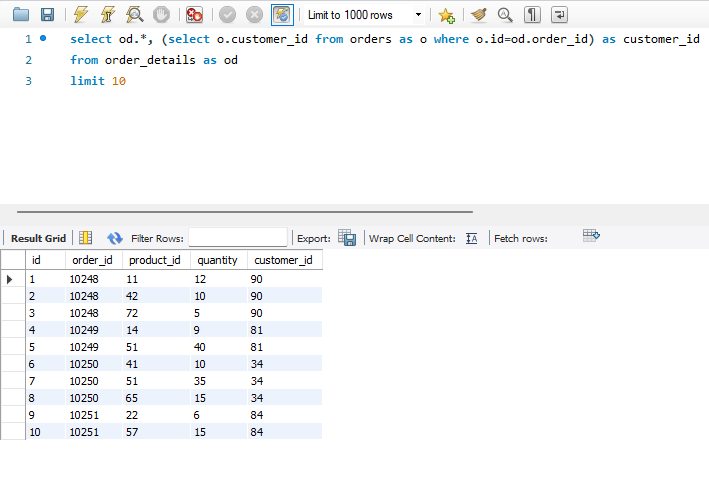 Limit to 1000 rows
1 select od.*, (select o.customer_id from orders as o where o.id=od.order_id) as customer_id
2 from order_details as od
3 limit 10
Result Grid Filter Rows: Export: Wrap Cell Content: IA Fetch rows:
id order_id product_id quantity customer_id
1 10248 11 12 90
2 10248 42 10 90
3 10248 72 5 90
4 10249 14 9 81
5 10249 51 40 81
6 10250 41 10 34
7 10250 51 35 34
8 10250 65 15 34
9 10251 22 6 84
10 10251 57 15 84